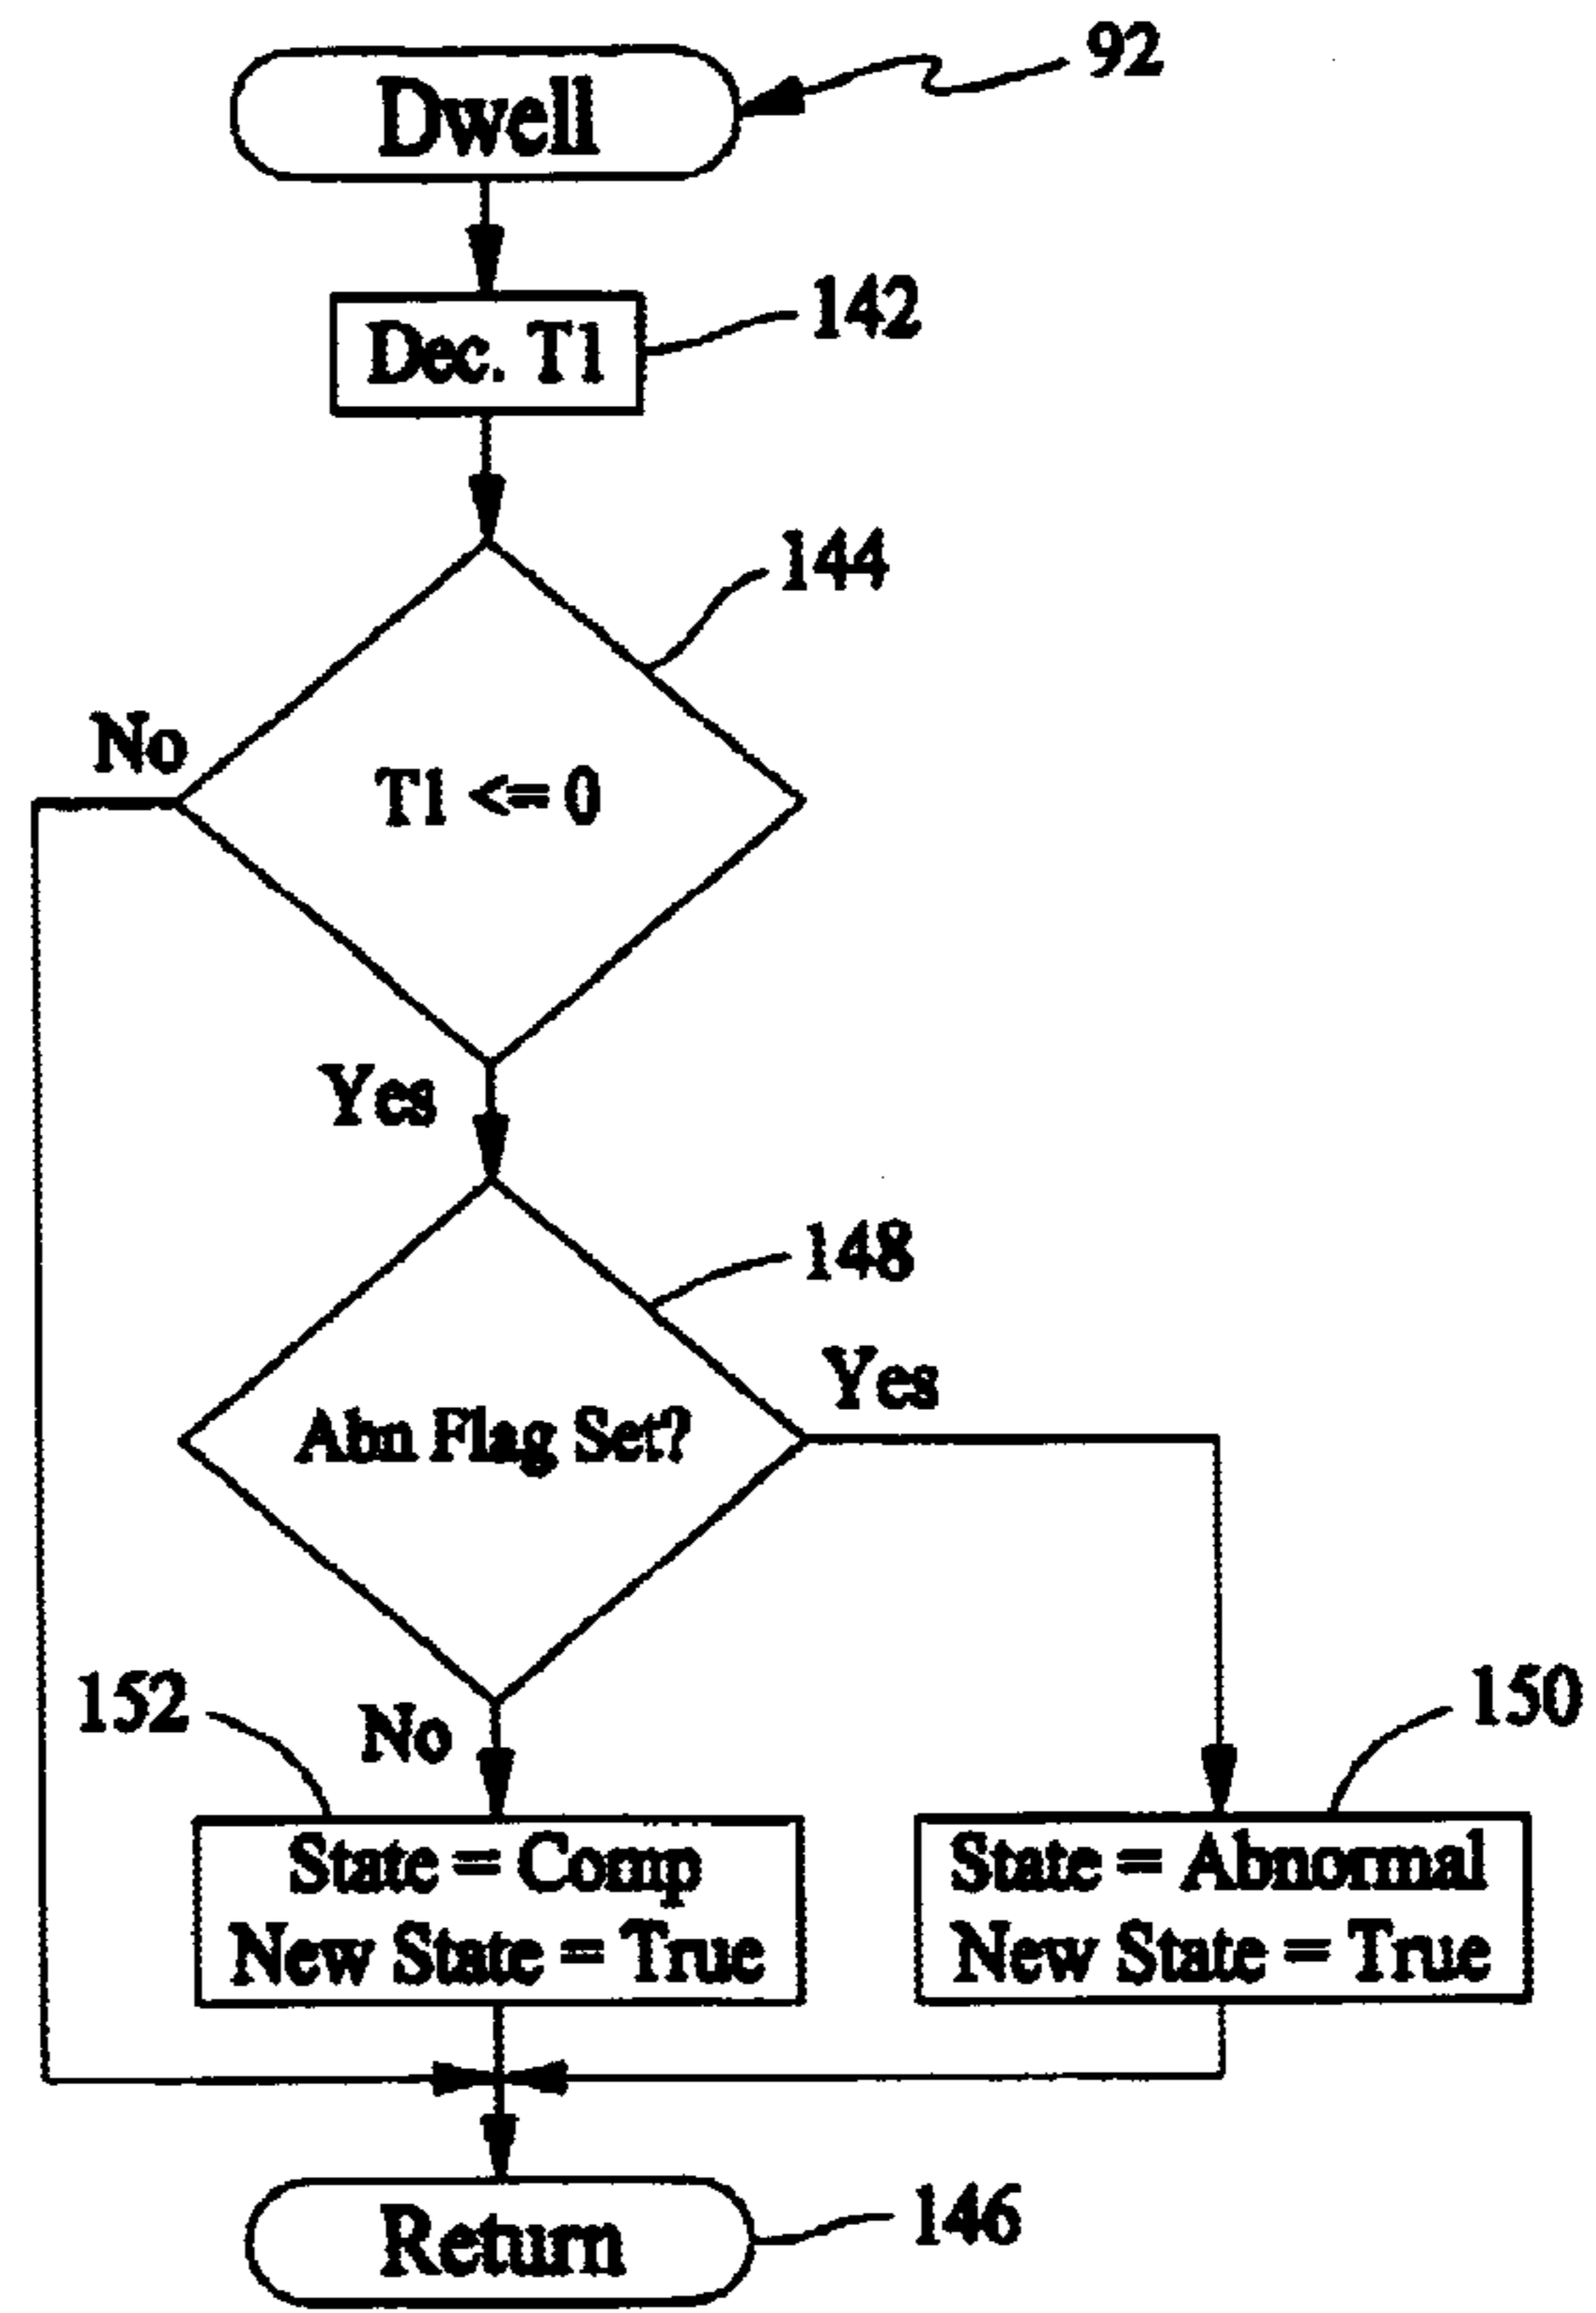 Dwell
92
Dec. T1
142
144
No
T1 <= 0
Yes
148
Yes
Abn Flag Set?
152
No
150
State = Comp
New State = True
State = Abnormal
New State = True
Return
146